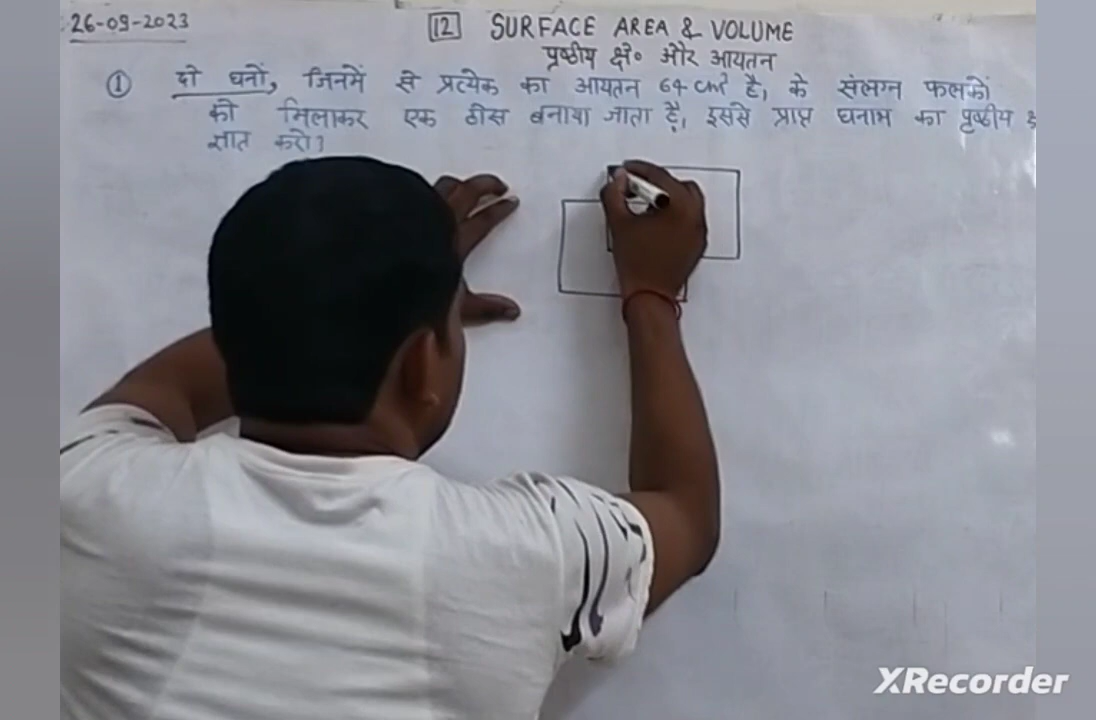 26-09-2023
12 SURFACE AREA & VOLUME
प्रष्ठीय क्षे० और आयतन
① दो घनों, जिनमें से प्रत्येक का आयतन 64 cm³ है, के संलग्न फलकों
को मिलाकर एक ठोस बनाया जाता है, इससे प्राप्त घनाभ का पृष्ठीय
ज्ञात करो?
XRecorder